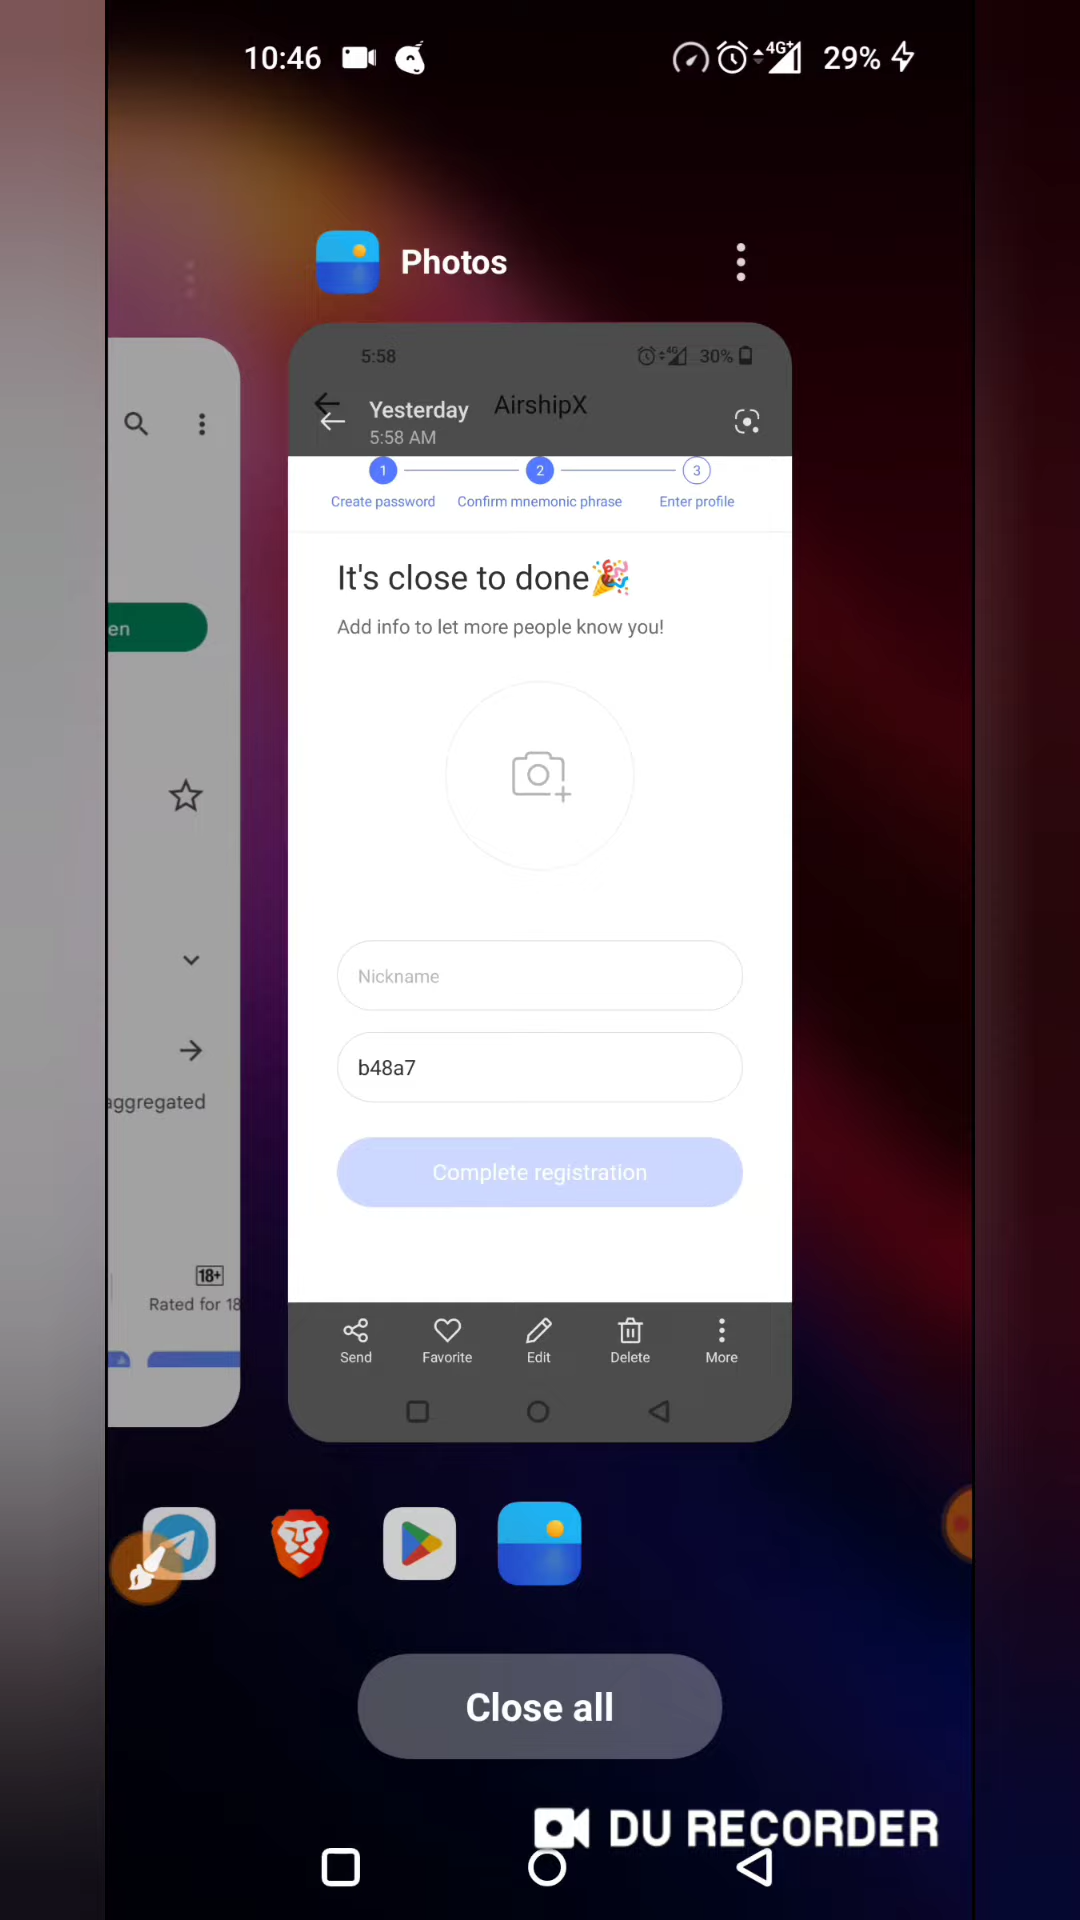 10:46
4G+ 29%
Photos
5:58
4G 30%
Yesterday
AirshipX
5:58 AM
1 2 3
Create password Confirm mnemonic phrase Enter profile
It's close to done🎉
Add info to let more people know you!
en
Nickname
b48a7
aggregated
Complete registration
18+
Rated for 18
Send Favorite Edit Delete More
Close all
DU RECORDER